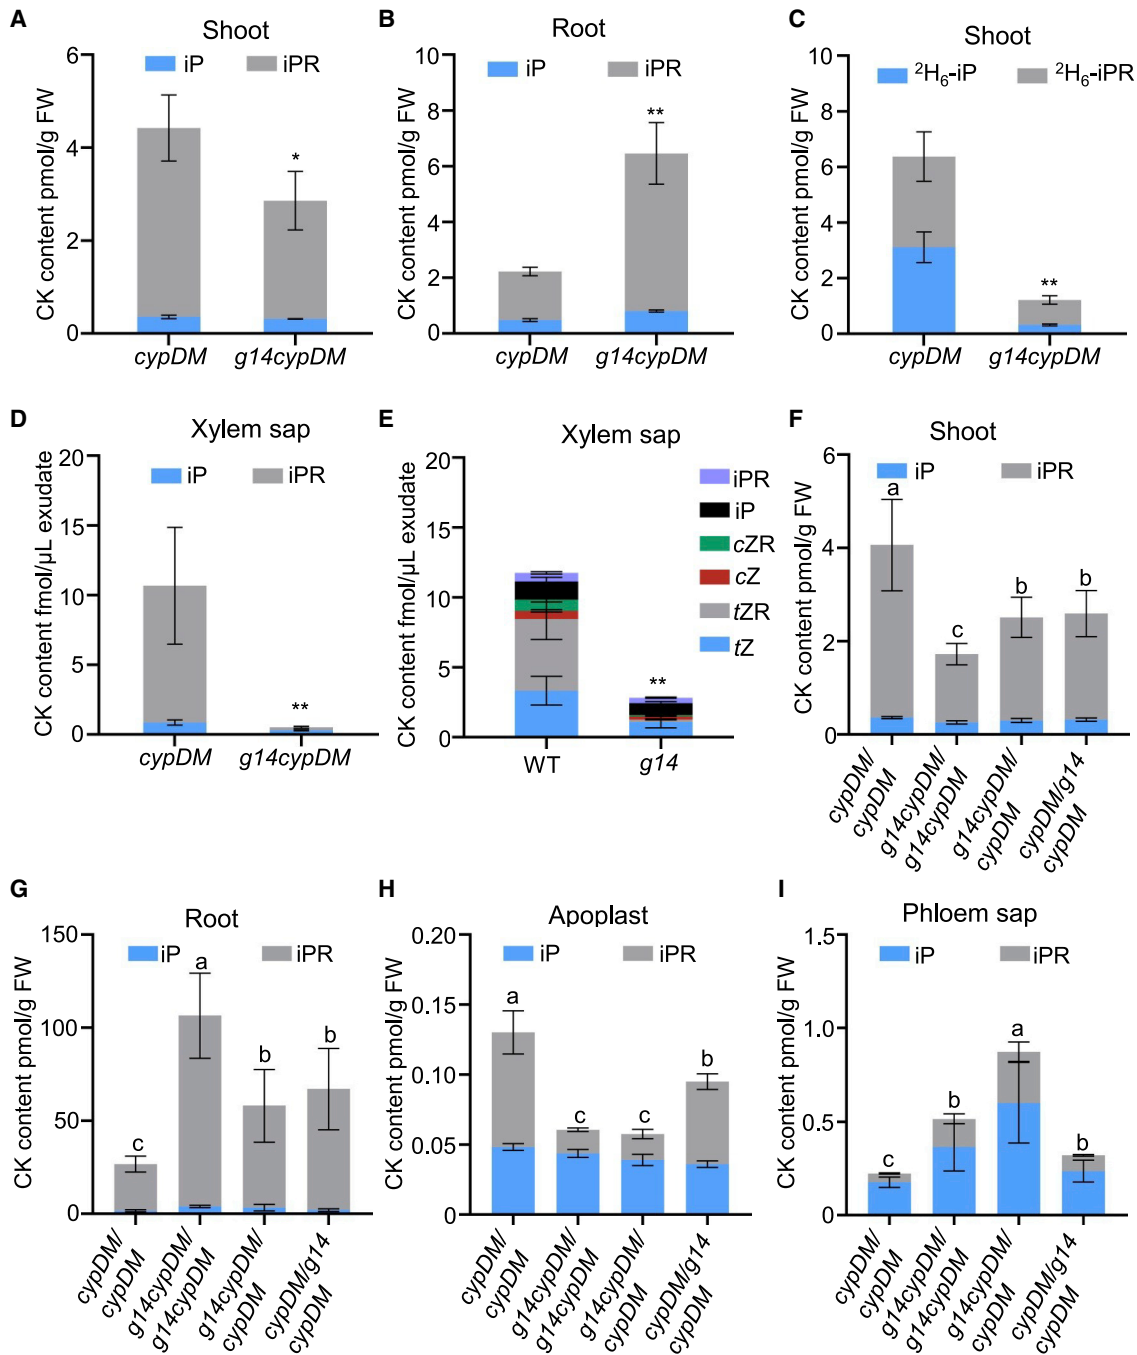 A
Shoot
iP
iPR
CK content pmol/g FW
6
4
2
0
*
cypDM
g14cypDM
B
Root
iP
iPR
CK content pmol/g FW
10
8
6
4
2
0
**
cypDM
g14cypDM
C
Shoot
²H₆-iP
²H₆-iPR
CK content pmol/g FW
10
8
6
4
2
0
**
cypDM
g14cypDM
D
Xylem sap
iP
iPR
CK content fmol/µL exudate
20
15
10
5
0
**
cypDM
g14cypDM
E
Xylem sap
CK content fmol/µL exudate
20
15
10
5
0
iPR
iP
cZR
cZ
tZR
tZ
**
WT
g14
F
Shoot
iP
iPR
CK content pmol/g FW
6
4
2
0
a
c
b
b
cypDM/
cypDM
g14cypDM/
g14cypDM
g14cypDM/
cypDM
cypDM/g14
cypDM
G
Root
iP
iPR
CK content pmol/g FW
150
100
50
0
c
a
b
b
cypDM/
cypDM
g14cypDM/
g14cypDM
g14cypDM/
cypDM
cypDM/g14
cypDM
H
Apoplast
iP
iPR
CK content pmol/g FW
0.20
0.15
0.10
0.05
0
a
c
c
b
cypDM/
cypDM
g14cypDM/
g14cypDM
g14cypDM/
cypDM
cypDM/g14
cypDM
I
Phloem sap
iP
iPR
CK content pmol/g FW
1.5
1.0
0.5
0
c
b
a
b
cypDM/
cypDM
g14cypDM/
g14cypDM
g14cypDM/
cypDM
cypDM/g14
cypDM